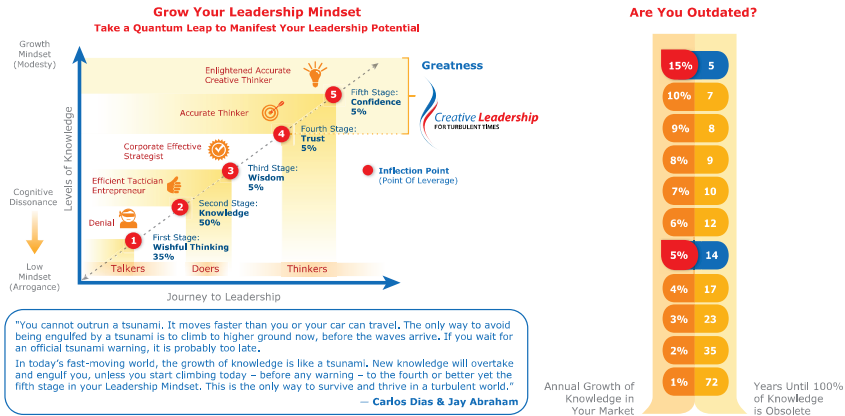 Grow Your Leadership Mindset
Take a Quantum Leap to Manifest Your Leadership Potential
Growth
Mindset
(Modesty)
Cognitive
Dissonance
Low
Mindset
(Arrogance)
Levels of Knowledge
Enlightened Accurate
Creative Thinker
5
Fifth Stage:
Confidence
5%
Accurate Thinker
4
Fourth Stage:
Trust
5%
Corporate Effective
Strategist
3
Third Stage:
Wisdom
5%
Efficient Tactician
Entrepreneur
2
Second Stage:
Knowledge
50%
Denial
1
First Stage:
Wishful Thinking
35%
Talkers
Doers
Thinkers
Journey to Leadership
Greatness
Creative Leadership
FOR TURBULENT TIMES
Inflection Point
(Point Of Leverage)
"You cannot outrun a tsunami. It moves faster than you or your car can travel. The only way to avoid
being engulfed by a tsunami is to climb to higher ground now, before the waves arrive. If you wait for
an official tsunami warning, it is probably too late.
In today's fast-moving world, the growth of knowledge is like a tsunami. New knowledge will overtake
and engulf you, unless you start climbing today – before any warning – to the fourth or better yet the
fifth stage in your Leadership Mindset. This is the only way to survive and thrive in a turbulent world."
— Carlos Dias & Jay Abraham
Are You Outdated?
15% 5
10% 7
9% 8
8% 9
7% 10
6% 12
5% 14
4% 17
3% 23
2% 35
1% 72
Annual Growth of
Knowledge in
Your Market
Years Until 100%
of Knowledge
is Obsolete